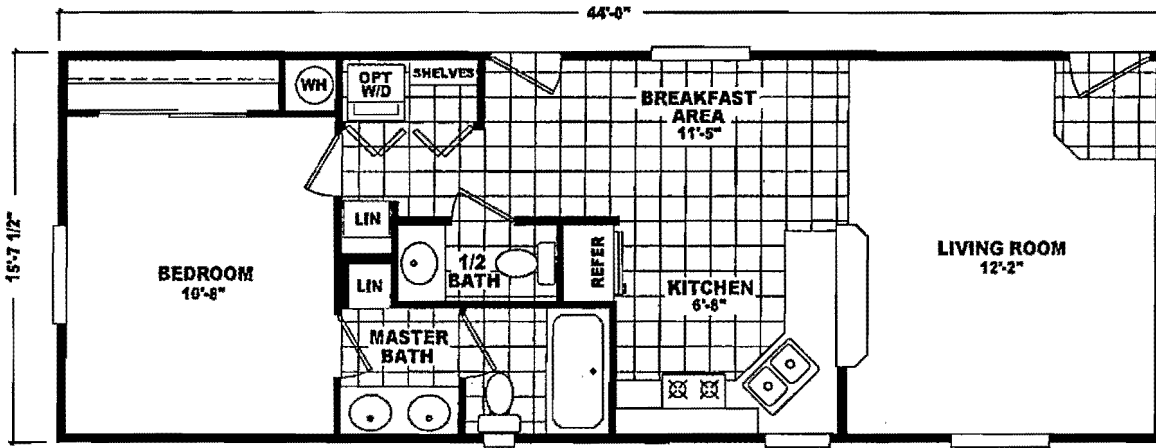 44'-0"
15'-7 1/2"
WH
OPT
W/D
SHELVES
BREAKFAST
AREA
11'-5"
LIN
1/2
BATH
REFER
LIVING ROOM
12'-2"
BEDROOM
10'-8"
LIN
KITCHEN
6'-8"
MASTER
BATH